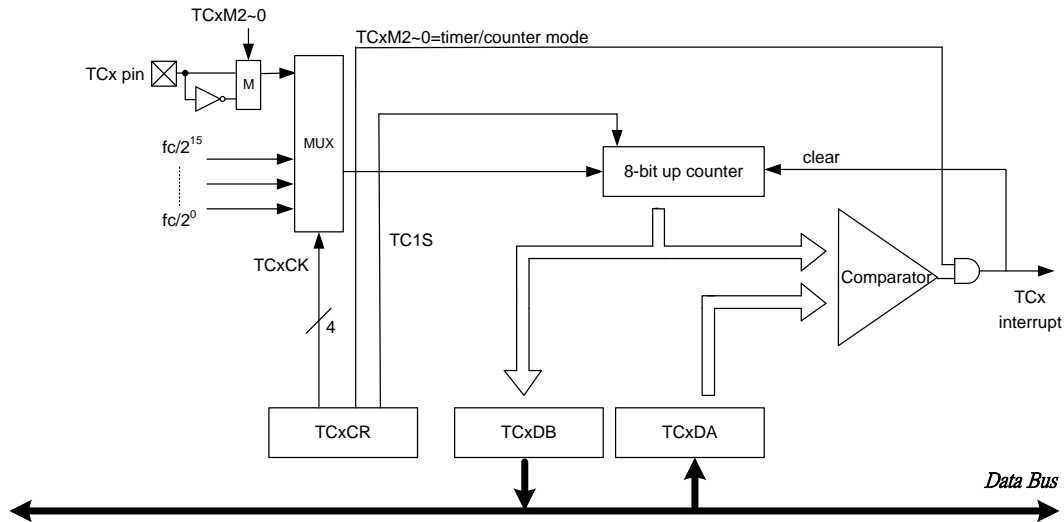 TCxM2~0
TCxM2~0=timer/counter mode
TCx pin
M
MUX
fc/2^15
fc/2^0
8-bit up counter
clear
TC1S
TCxCK
Comparator
TCx
interrupt
4
TCxCR
TCxDB
TCxDA
Data Bus